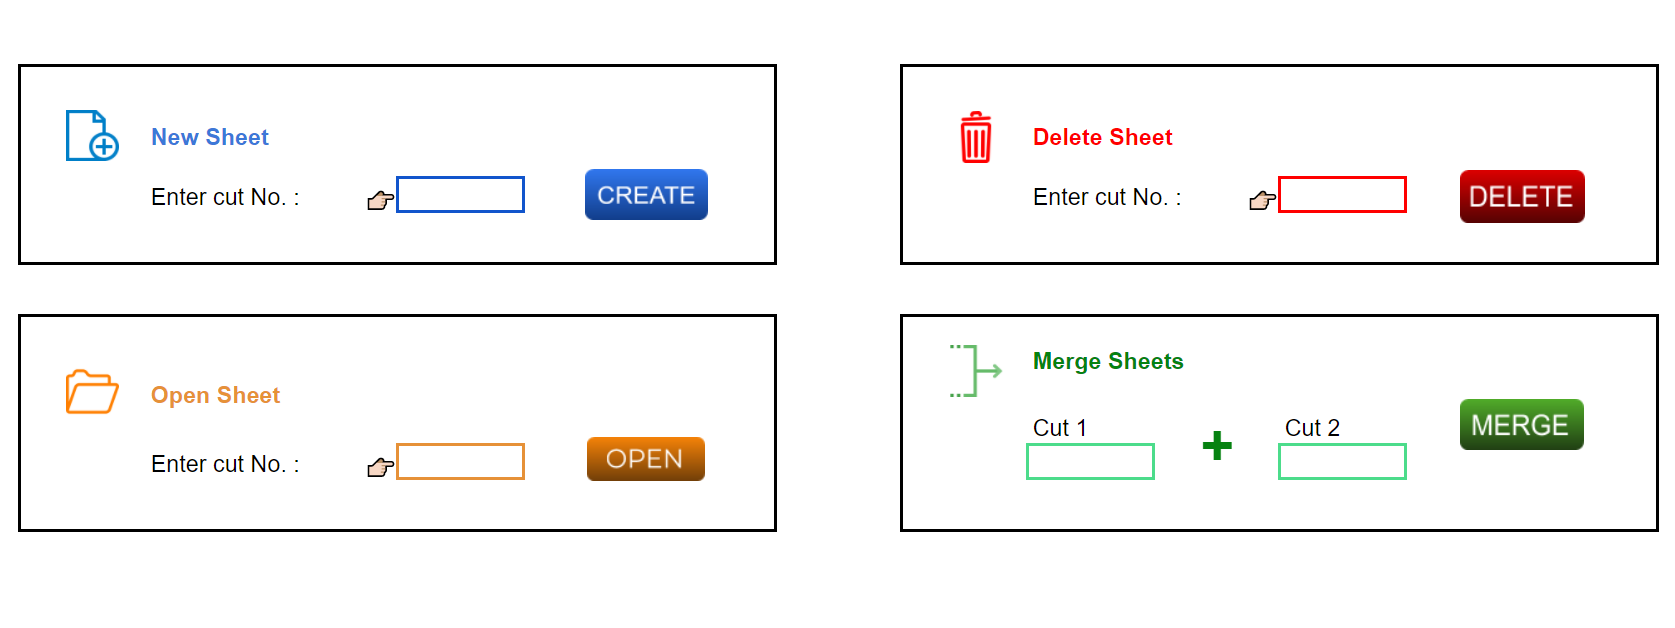 New Sheet
Enter cut No. :
CREATE
Delete Sheet
Enter cut No. :
DELETE
Open Sheet
Enter cut No. :
OPEN
Merge Sheets
Cut 1
Cut 2
MERGE